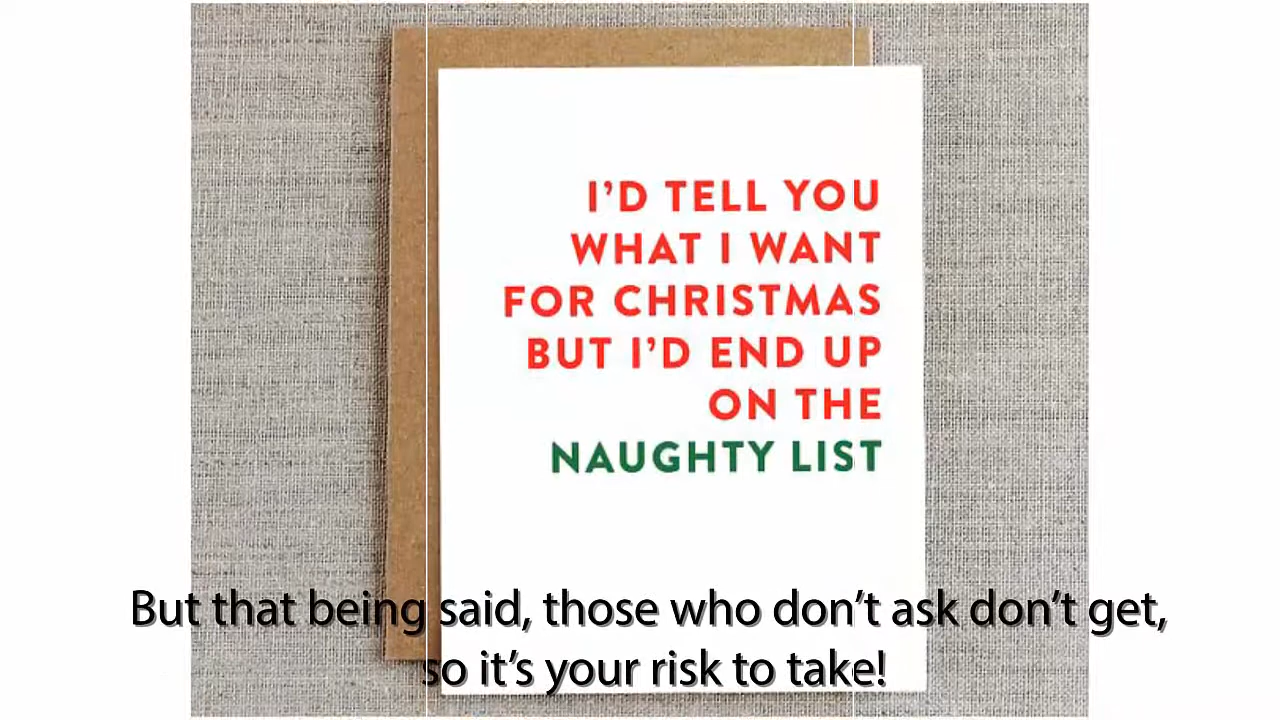 I’D TELL YOU
WHAT I WANT
FOR CHRISTMAS
BUT I’D END UP
ON THE
NAUGHTY LIST
But that being said, those who don’t ask don’t get,
so it’s your risk to take!